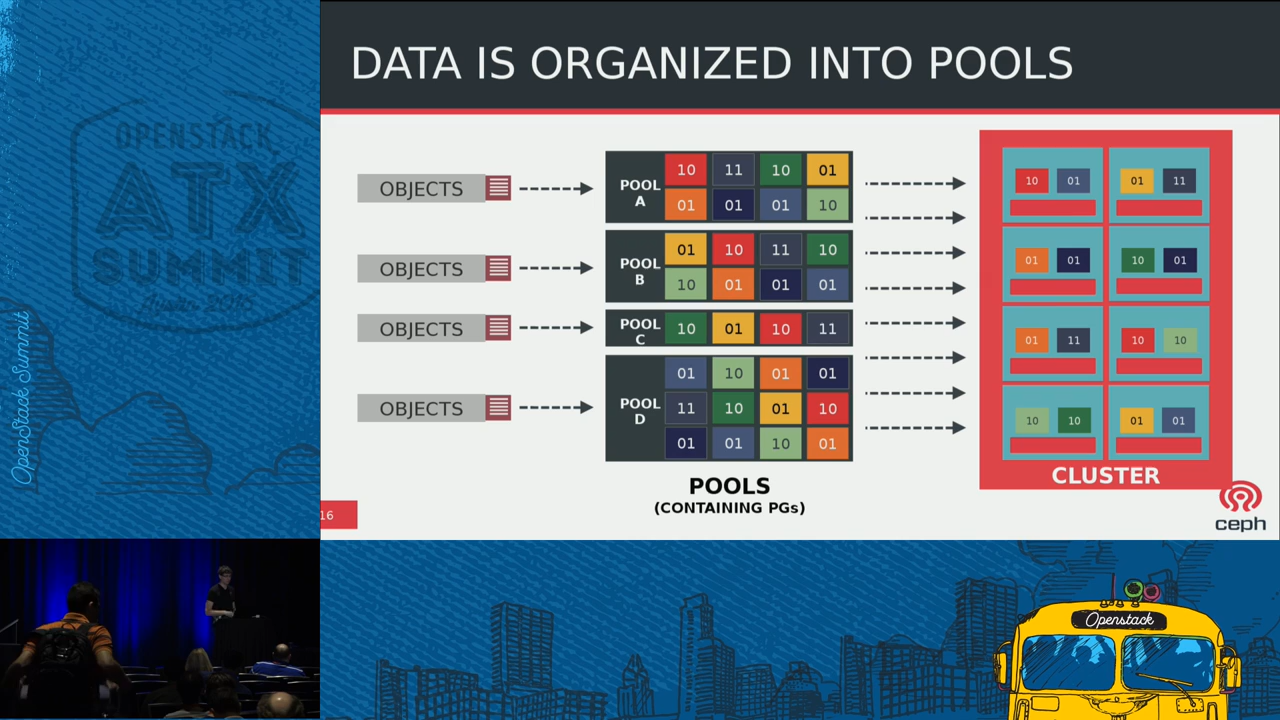 DATA IS ORGANIZED INTO POOLS
OPENSTACK
ATX
SUMMIT
OpenStack Summit
OBJECTS
OBJECTS
OBJECTS
OBJECTS
POOL
A
10 11 10 01
01 01 01 10
POOL
B
01 10 11 10
10 01 01 01
POOL
C
10 01 10 11
POOL
D
01 10 01 01
11 10 01 10
01 01 10 01
POOLS
(CONTAINING PGs)
10 01 01 11
01 01 10 01
01 11 10 10
10 10 01 01
CLUSTER
ceph
16
Openstack